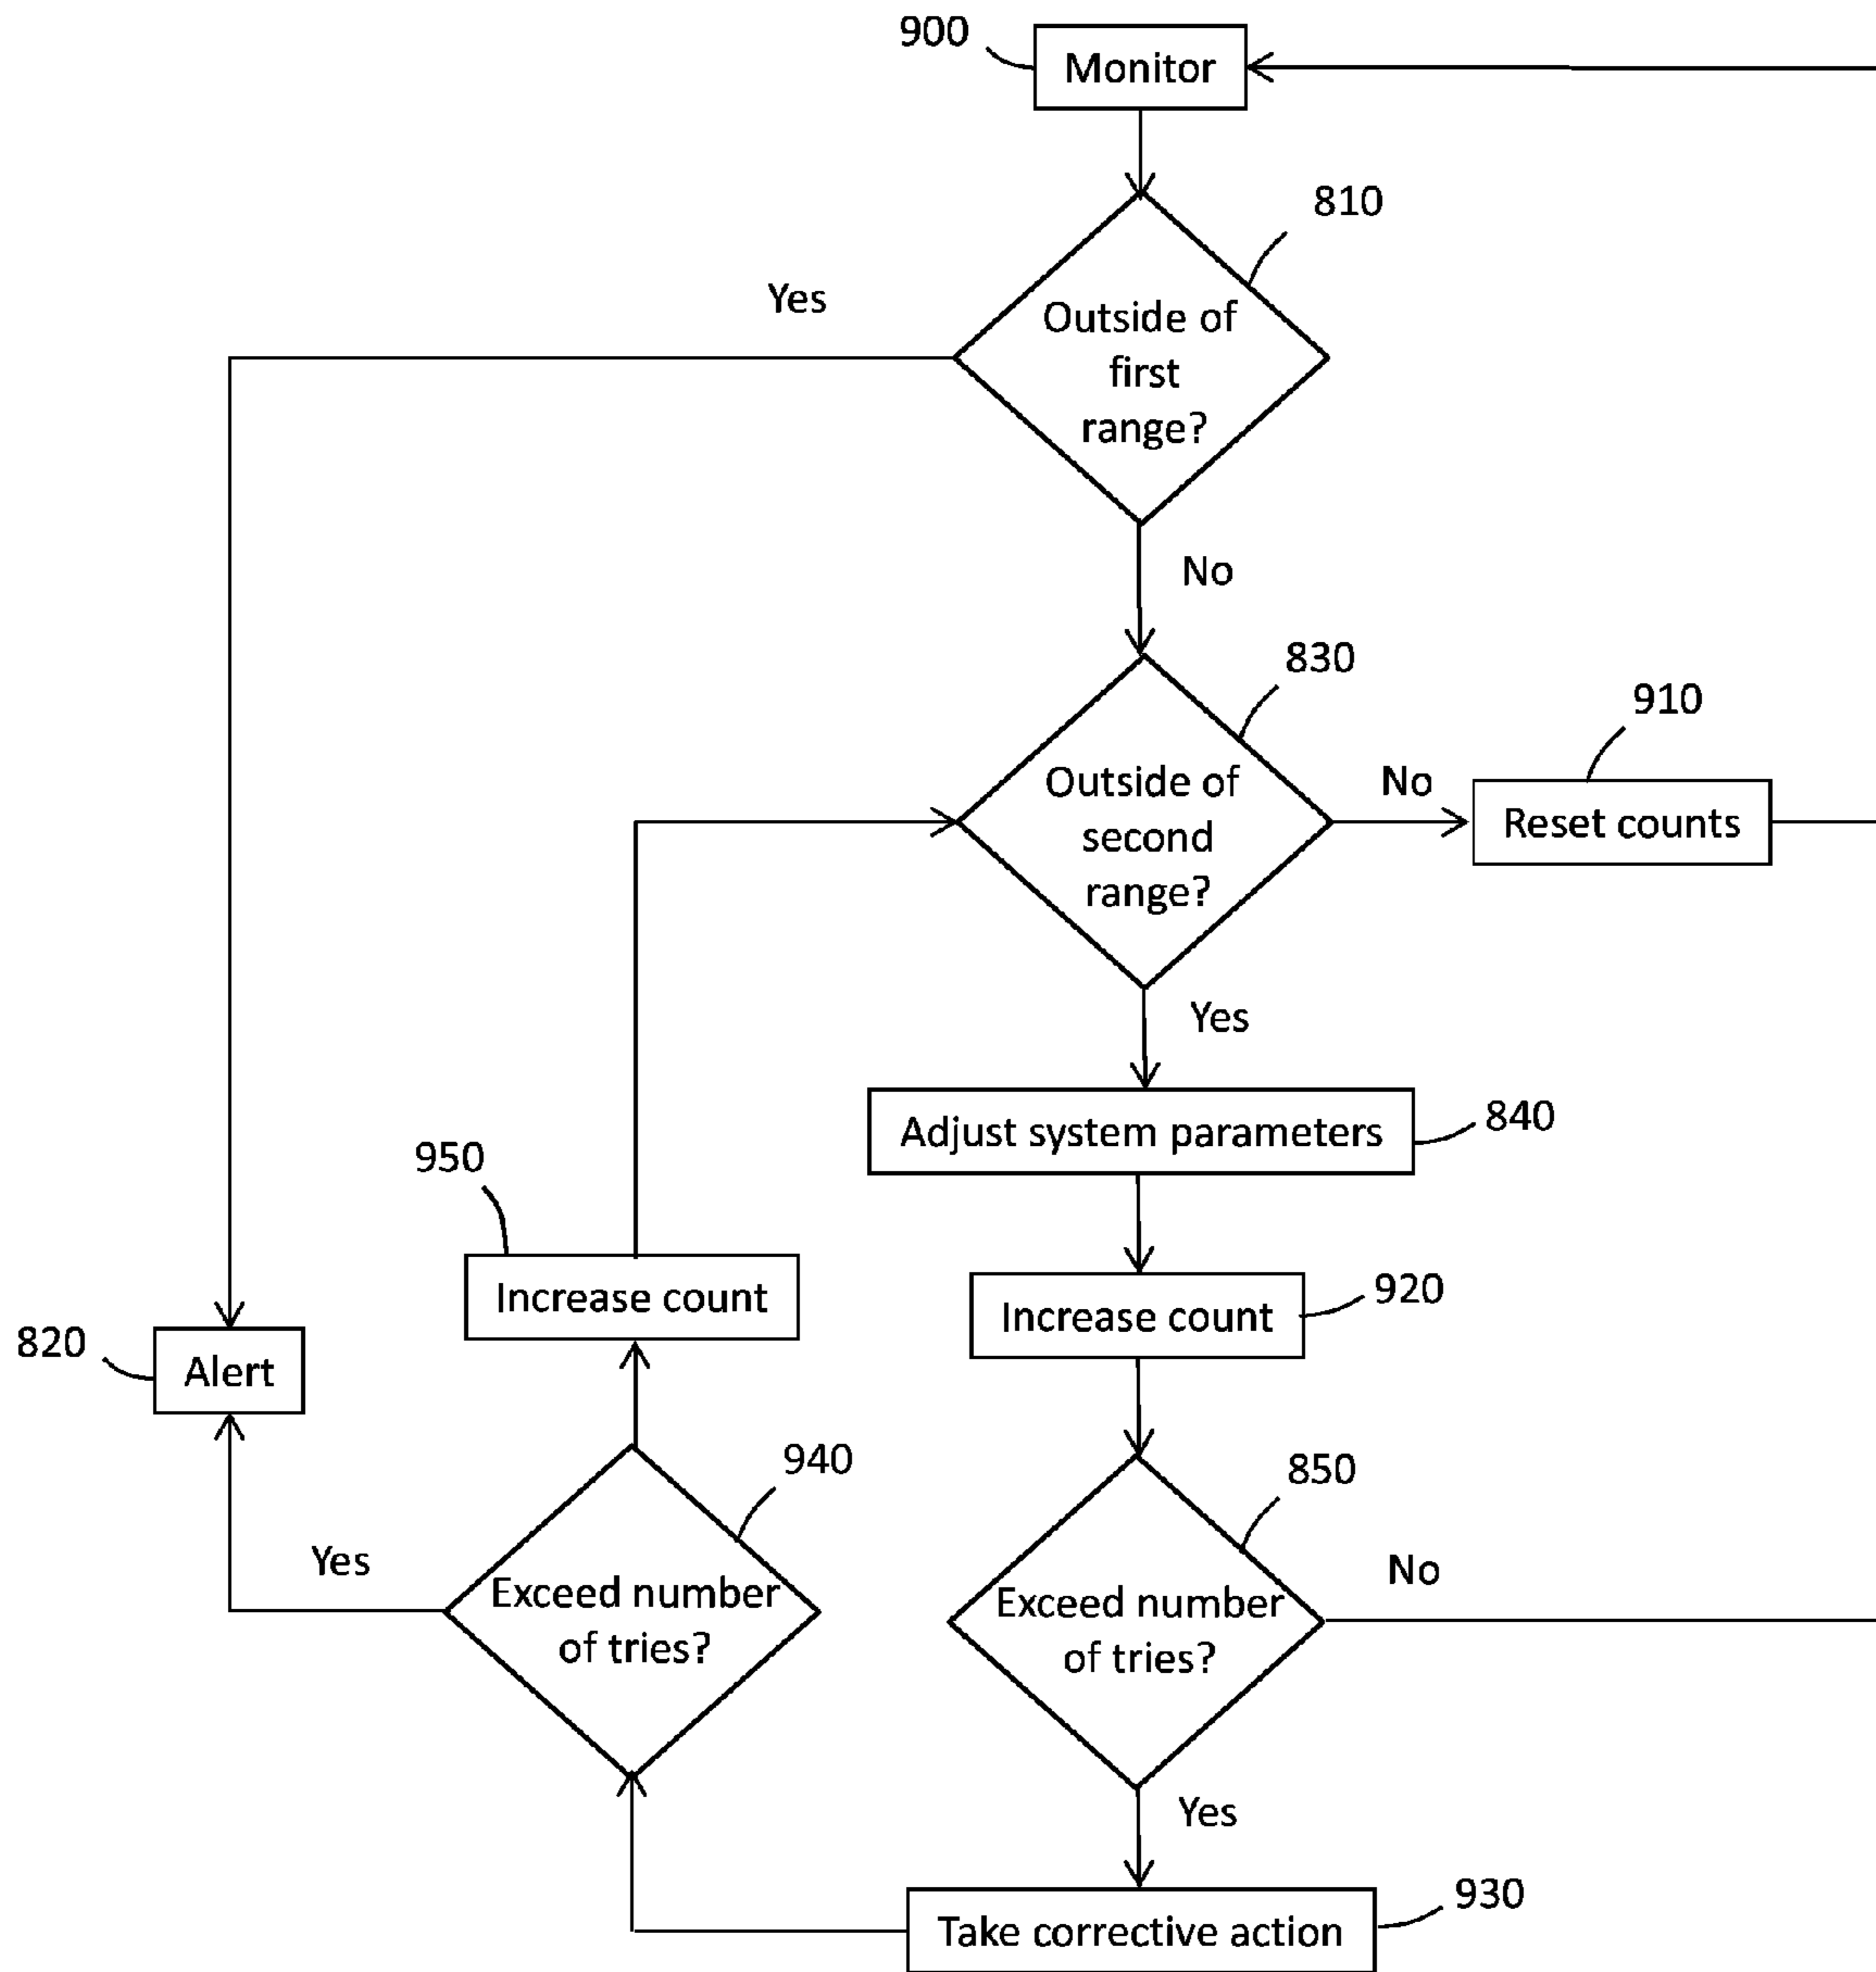 900
Monitor
810
Yes
Outside of
first
range?
No
830
910
Outside of
second
range?
No
Reset counts
Yes
Adjust system parameters
840
950
Increase count
920
Increase count
820
Alert
940
850
Yes
Exceed number
of tries?
Exceed number
of tries?
No
Yes
930
Take corrective action